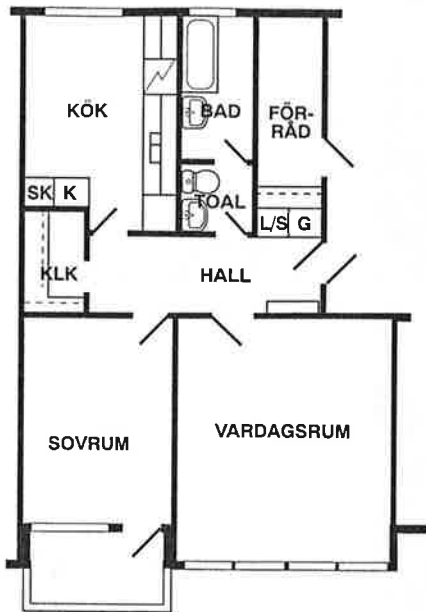 KÖK
BAD
FÖR-
RÅD
SK K
TOAL
L/S G
KLK
HALL
SOVRUM
VARDAGSRUM